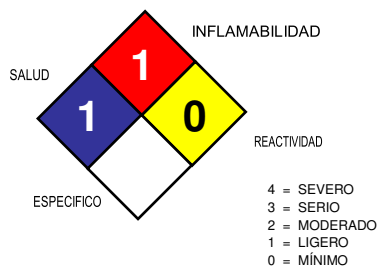 INFLAMABILIDAD
1
SALUD
1
0
REACTIVIDAD
ESPECIFICO
4 = SEVERO
3 = SERIO
2 = MODERADO
1 = LIGERO
0 = MÍNIMO